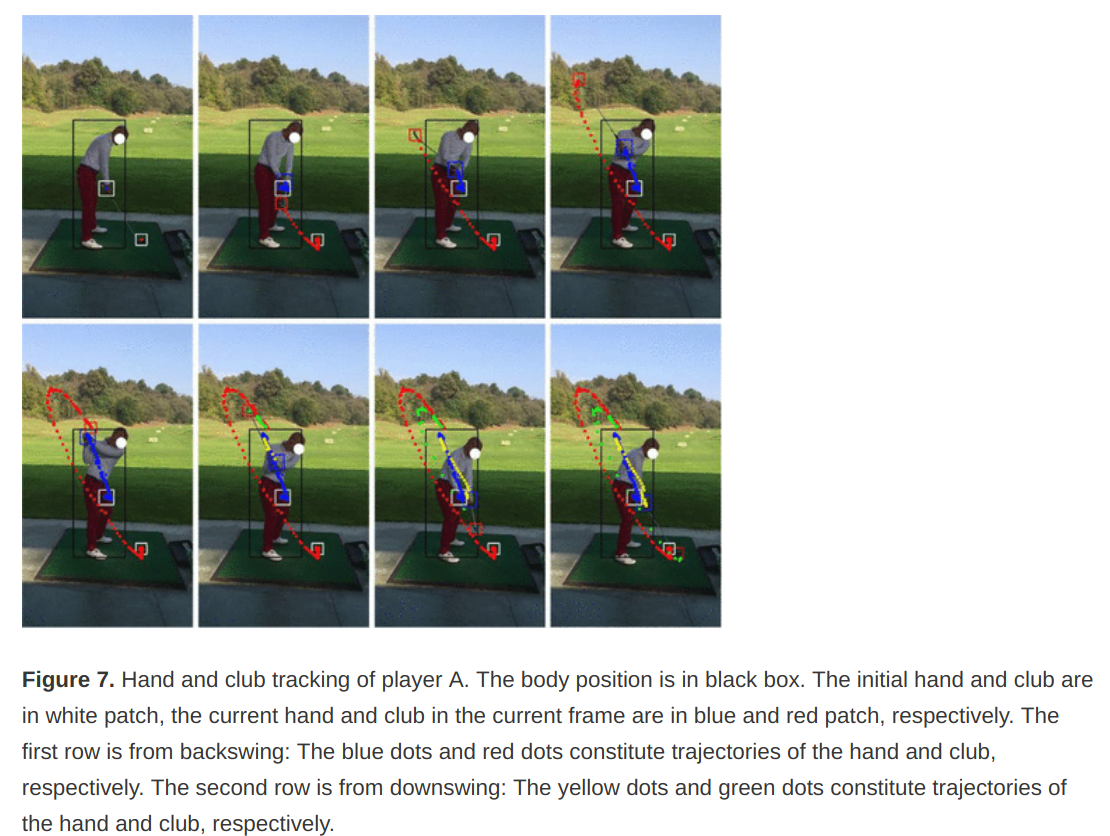 Figure 7. Hand and club tracking of player A. The body position is in black box. The initial hand and club are
in white patch, the current hand and club in the current frame are in blue and red patch, respectively. The
first row is from backswing: The blue dots and red dots constitute trajectories of the hand and club,
respectively. The second row is from downswing: The yellow dots and green dots constitute trajectories of
the hand and club, respectively.